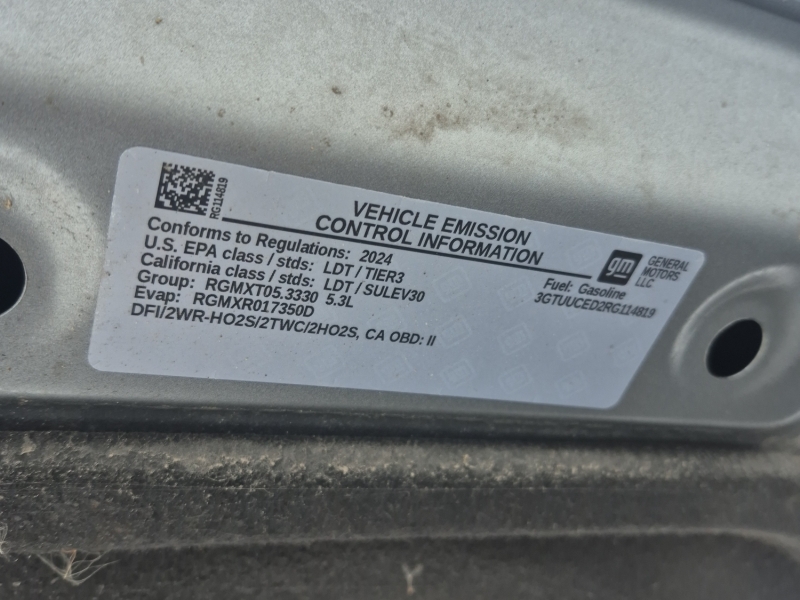 RG114819
VEHICLE EMISSION
CONTROL INFORMATION
Conforms to Regulations: 2024
U.S. EPA class / stds: LDT / TIER3
California class / stds: LDT / SULEV30
Group: RGMXT05.3330 5.3L
Evap: RGMXR017350D
DFI/2WR-HO2S/2TWC/2HO2S, CA OBD: II
gm
GENERAL
MOTORS
LLC
Fuel: Gasoline
3GTUUCED2RG114819